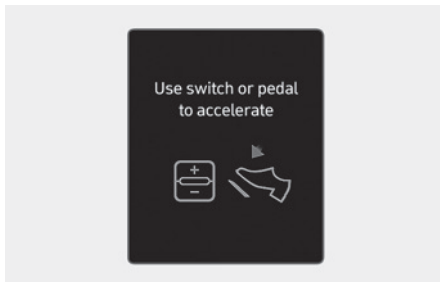 Use switch or pedal
to accelerate
+
−